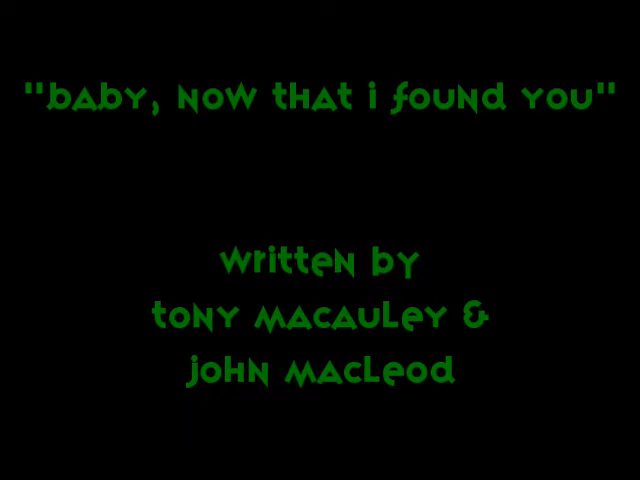 "baby, now that i found you"
written by
tony macauley &
john macleod